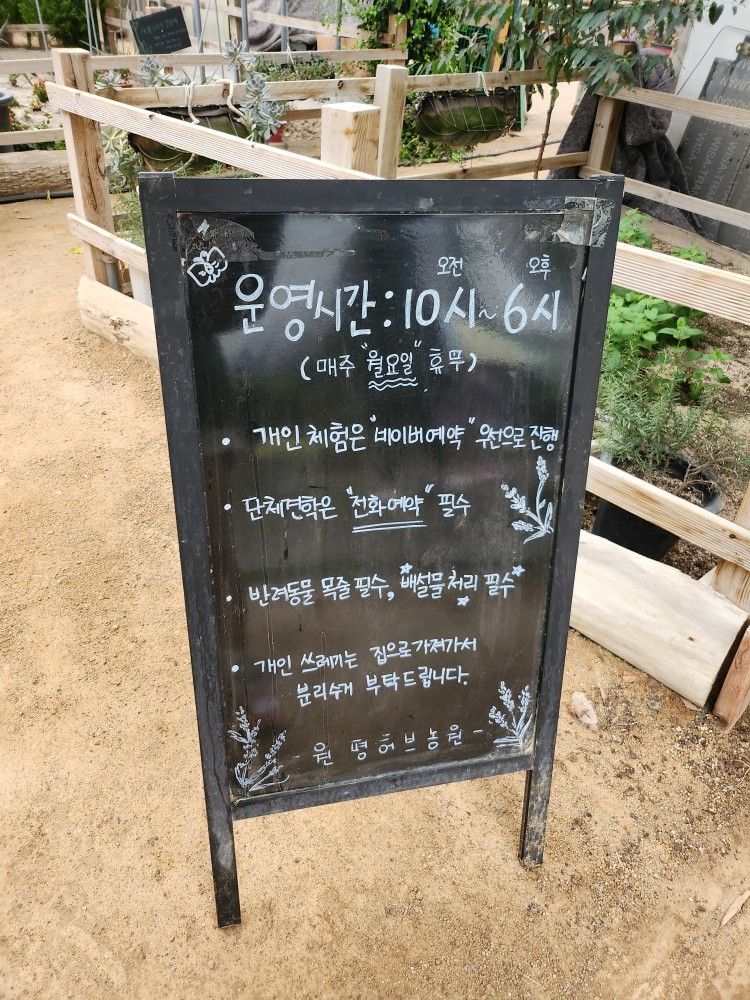 오전 오후
운영시간 : 10시 ~ 6시
( 매주 "월요일" 휴무 )
• 개인 체험은 "네이버예약" 우선으로 진행
• 단체견학은 "전화예약" 필수
• 반려동물 목줄 필수, "배설물 처리 필수"
• 개인 쓰레기는 집으로 가져가서
분리수거 부탁드립니다.
- 원평허브농원 -